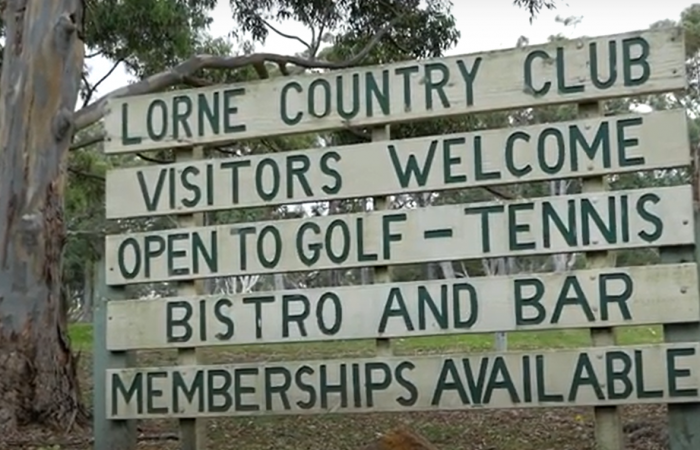 LORNE COUNTRY CLUB
VISITORS WELCOME
OPEN TO GOLF - TENNIS
BISTRO AND BAR
MEMBERSHIPS AVAILABLE